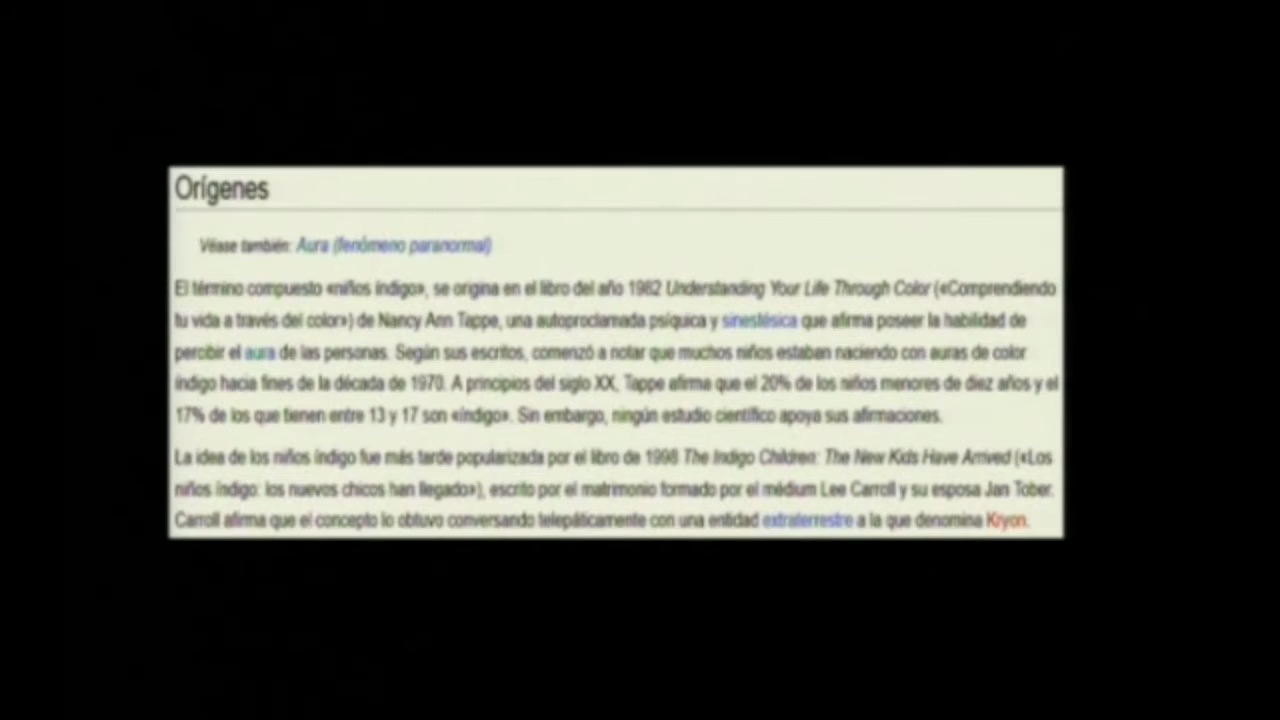 Orígenes
Véase también: Aura (fenómeno paranormal)
El término compuesto «niños índigo», se origina en el libro del año 1982 Understanding Your Life Through Color («Comprendiendo
tu vida a través del color») de Nancy Ann Tappe, una autoproclamada psíquica y sinestésica que afirma poseer la habilidad de
percibir el aura de las personas. Según sus escritos, comenzó a notar que muchos niños estaban naciendo con auras de color
índigo hacia fines de la década de 1970. A principios del siglo XX, Tappe afirma que el 20% de los niños menores de diez años y el
17% de los que tienen entre 13 y 17 son «índigo». Sin embargo, ningún estudio científico apoya sus afirmaciones.
La idea de los niños índigo fue más tarde popularizada por el libro de 1998 The Indigo Children: The New Kids Have Arrived («Los
niños índigo: los nuevos chicos han llegado»), escrito por el matrimonio formado por el médium Lee Carroll y su esposa Jan Tober.
Carroll afirma que el concepto lo obtuvo conversando telepáticamente con una entidad extraterrestre a la que denomina Kryon.